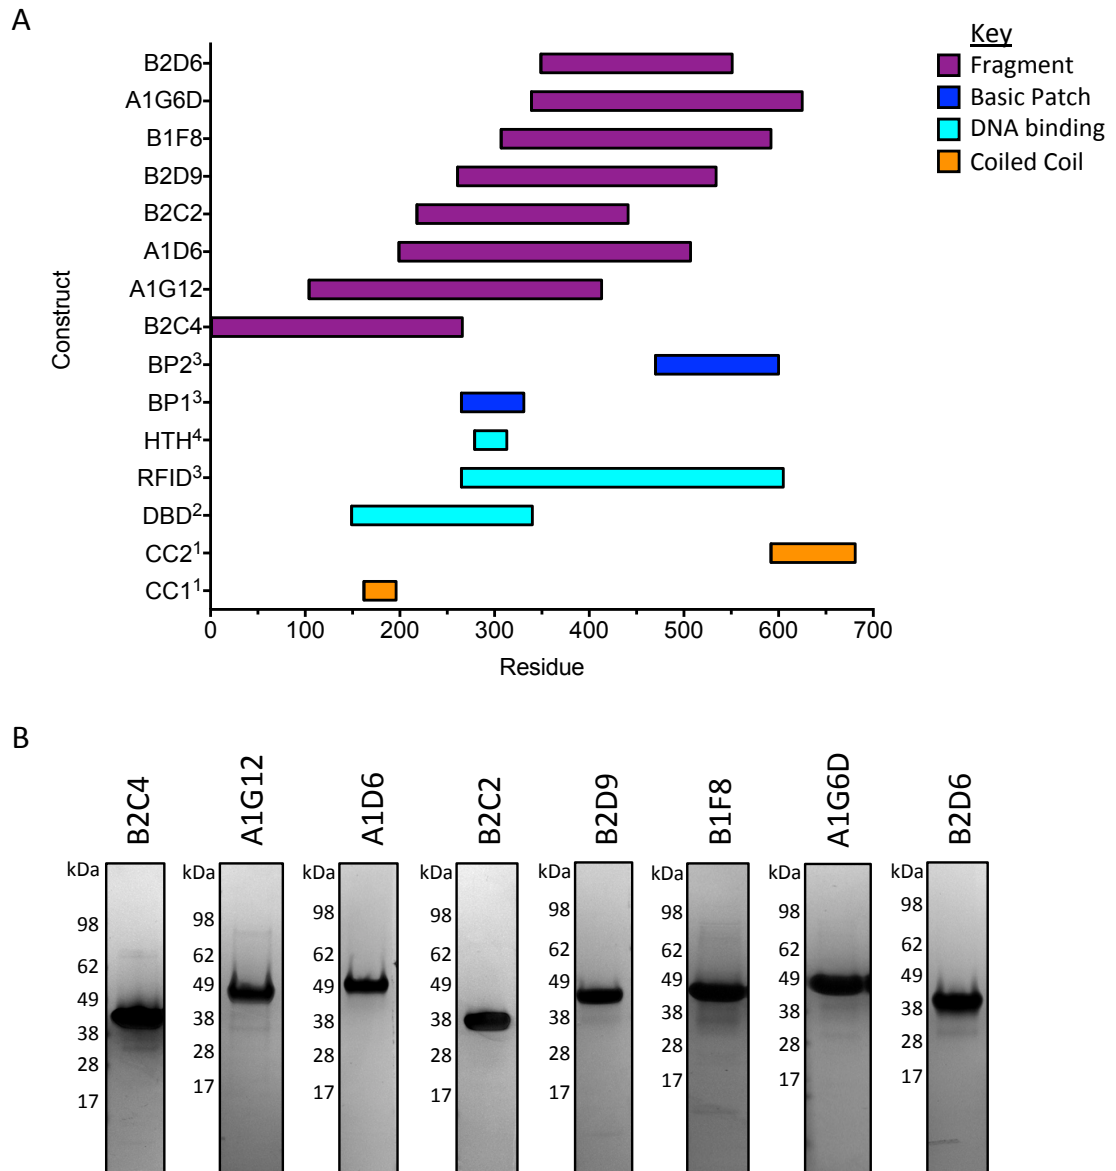 A
Key
Fragment
Basic Patch
DNA binding
Coiled Coil
Construct
B2D6
A1G6D
B1F8
B2D9
B2C2
A1D6
A1G12
B2C4
BP2³
BP1³
HTH⁴
RFID³
DBD²
CC2¹
CC1¹
0 100 200 300 400 500 600 700
Residue
B
B2C4 A1G12 A1D6 B2C2 B2D9 B1F8 A1G6D B2D6
kDa kDa kDa kDa kDa kDa kDa kDa
98 98 98 98 98 98 98 98
62 62 62 62 62 62 62 62
49 49 49 49 49 49 49 49
38 38 38 38 38 38 38 38
28 28 28 28 28 28 28 28
17 17 17 17 17 17 17 17